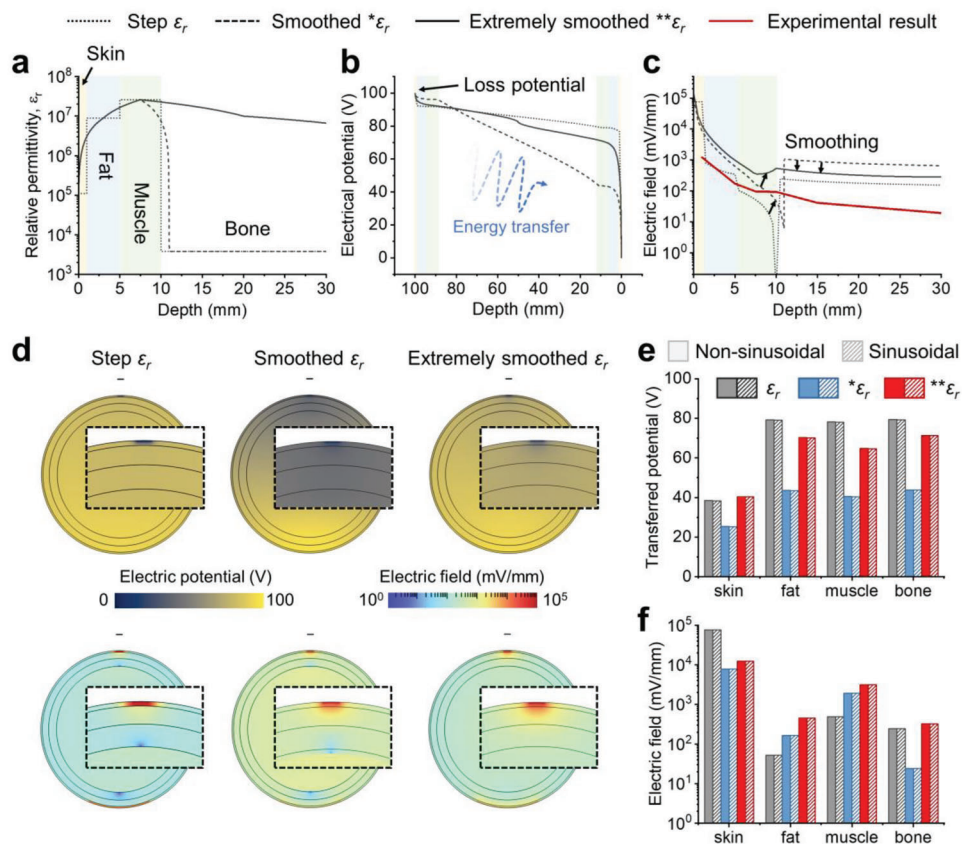 Step εr
Smoothed *εr
Extremely smoothed **εr
Experimental result
a
Skin
Relative permittivity, εr
10⁸
10⁷
10⁶
10⁵
10⁴
10³
Fat
Muscle
Bone
0 5 10 15 20 25 30
Depth (mm)
b
Loss potential
Electrical potential (V)
100
80
60
40
20
0
Energy transfer
100 80 60 40 20 0
Depth (mm)
c
Electric field (mV/mm)
10⁵
10⁴
10³
10²
10¹
10⁰
Smoothing
0 5 10 15 20 25 30
Depth (mm)
d
Step εr
Smoothed εr
Extremely smoothed εr
Electric potential (V)
0 100
Electric field (mV/mm)
10⁰ 10⁵
e
Non-sinusoidal
Sinusoidal
εr *εr **εr
Transferred potential (V)
100
80
60
40
20
0
skin fat muscle bone
f
Electric field (mV/mm)
10⁵
10⁴
10³
10²
10¹
10⁰
skin fat muscle bone